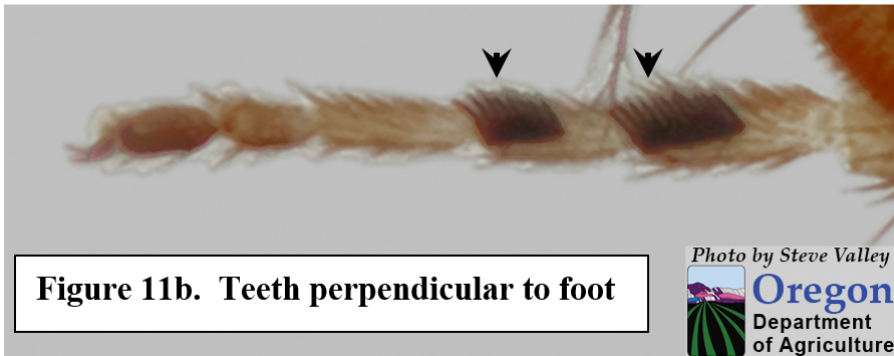 Figure 11b. Teeth perpendicular to foot
Photo by Steve Valley
Oregon
Department
of Agriculture